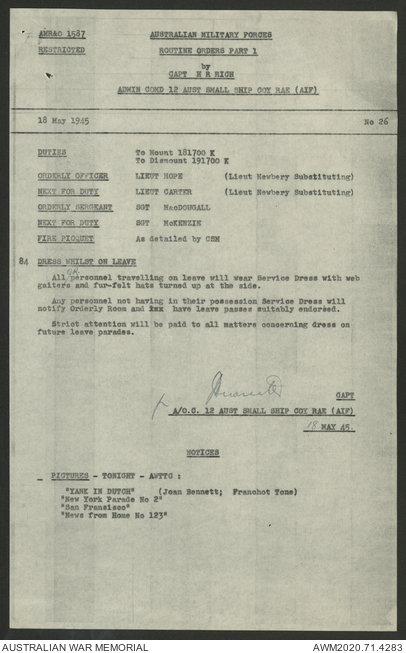 AMR&O 1587 AUSTRALIAN MILITARY FORCES
RESTRICTED ROUTINE ORDERS PART 1
by
CAPT H R RICH
ADMIN COMD 12 AUST SMALL SHIP COY RAE (AIF)
18 May 1945 No 26
DUTIES To Mount 181700 K
To Dismount 191700 K
ORDERLY OFFICER LIEUT HOPE (Lieut Newbery Substituting)
NEXT FOR DUTY LIEUT CARTER (Lieut Newbery Substituting)
ORDERLY SERGEANT SGT MacDOUGALL
NEXT FOR DUTY SGT McKENZIE
FIRE PICQUET As detailed by CSM
84 DRESS WHILST ON LEAVE
OR.
All personnel travelling on leave will wear Service Dress with web
gaiters and fur-felt hats turned up at the side.
Any personnel not having in their possession Service Dress will
notify Orderly Room and have leave passes suitably endorsed.
Strict attention will be paid to all matters concerning dress on
future leave parades.
CAPT
A/O.C. 12 AUST SMALL SHIP COY RAE (AIF)
18 MAY 45.
NOTICES
PICTURES - TONIGHT - AWTTC :
"YANK IN DUTCH" (Joan Bennett; Franchot Tone)
"New York Parade No 2"
"San Fransisco"
"News from Home No 123"
AUSTRALIAN WAR MEMORIAL AWM2020.71.4283